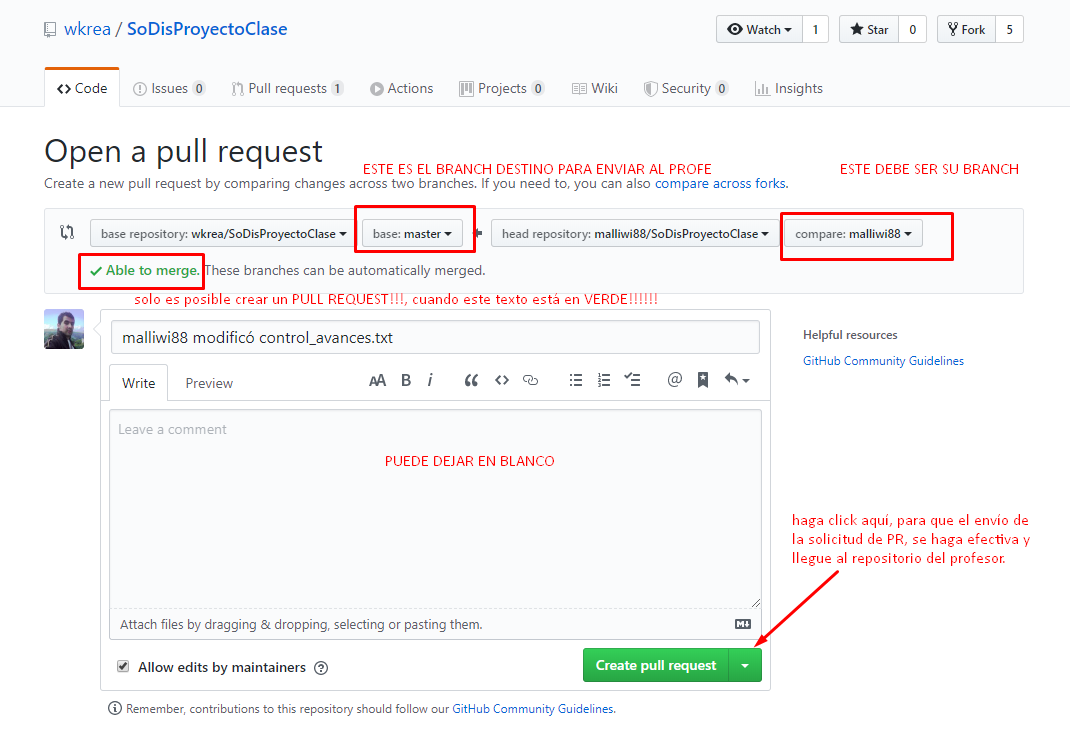 wkrea / SoDisProyectoClase
Watch 1 Star 0 Fork 5
Code Issues 0 Pull requests 1 Actions Projects 0 Wiki Security 0 Insights
Open a pull request
ESTE ES EL BRANCH DESTINO PARA ENVIAR AL PROFE
ESTE DEBE SER SU BRANCH
Create a new pull request by comparing changes across two branches. If you need to, you can also compare across forks.
base repository: wkrea/SoDisProyectoClase base: master head repository: malliwi88/SoDisProyectoClase compare: malliwi88
Able to merge. These branches can be automatically merged.
solo es posible crear un PULL REQUEST!!!, cuando este texto está en VERDE!!!!!!
malliwi88 modificó control_avances.txt
Helpful resources
GitHub Community Guidelines
Write Preview AA B i @
Leave a comment
PUEDE DEJAR EN BLANCO
haga click aquí, para que el envío de
la solicitud de PR, se haga efectiva y
llegue al repositorio del profesor.
Attach files by dragging & dropping, selecting or pasting them.
Allow edits by maintainers
Create pull request
Remember, contributions to this repository should follow our GitHub Community Guidelines.